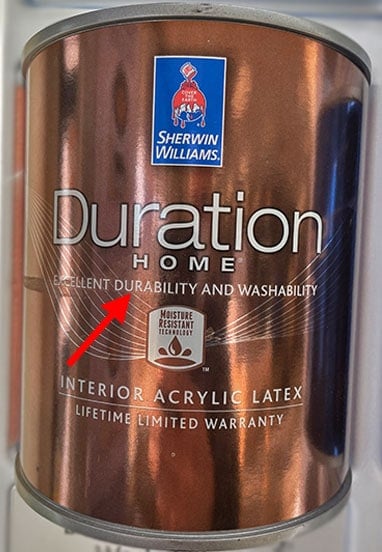 COVER
THE
EARTH
SHERWIN
WILLIAMS.
Duration
HOME®
EXCELLENT DURABILITY AND WASHABILITY
MOISTURE
RESISTANT
TECHNOLOGY
™
INTERIOR ACRYLIC LATEX
LIFETIME LIMITED WARRANTY